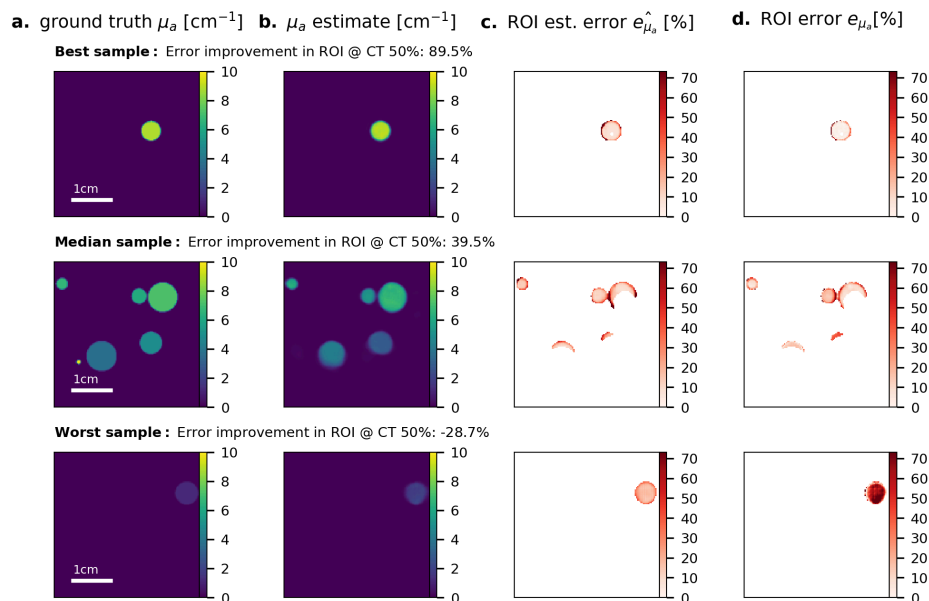 a. ground truth μₐ [cm⁻¹] b. μₐ estimate [cm⁻¹] c. ROI est. error e^_μₐ [%] d. ROI error e_μₐ[%]
Best sample: Error improvement in ROI @ CT 50%: 89.5%
10 8 6 4 2 0
1cm
10 8 6 4 2 0
70 60 50 40 30 20 10 0
70 60 50 40 30 20 10 0
Median sample: Error improvement in ROI @ CT 50%: 39.5%
10 8 6 4 2 0
1cm
10 8 6 4 2 0
70 60 50 40 30 20 10 0
70 60 50 40 30 20 10 0
Worst sample: Error improvement in ROI @ CT 50%: -28.7%
10 8 6 4 2 0
1cm
10 8 6 4 2 0
70 60 50 40 30 20 10 0
70 60 50 40 30 20 10 0